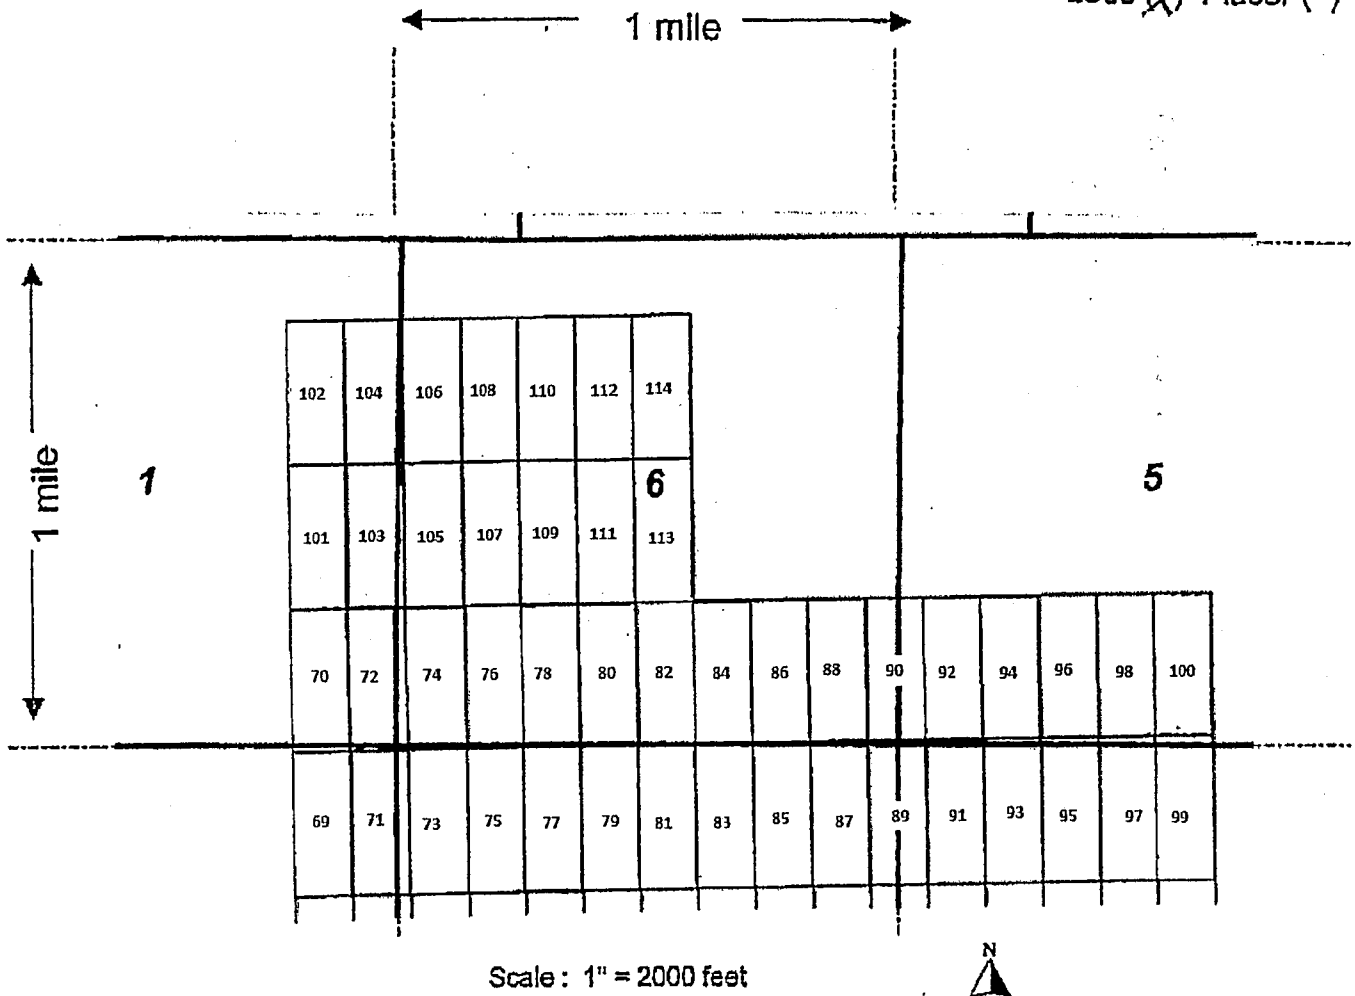 1 mile
102 104 106 108 110 112 114
1 mile
1
6
5
101 103 105 107 109 111 113
70 72 74 76 78 80 82 84 86 88 90 92 94 96 98 100
69 71 73 75 77 79 81 83 85 87 89 91 93 95 97 99
N
Scale : 1" = 2000 feet